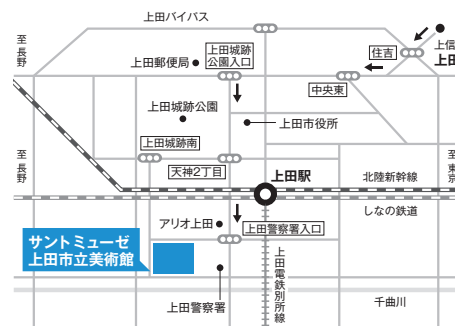 上田バイパス
至長野
上田郵便局
上田城跡
公園入口
住吉
上信
上田
中央東
上田城跡公園
上田市役所
上田城跡南
天神2丁目
上田駅
北陸新幹線
至東京
至長野
しなの鉄道
アリオ上田
上田警察署入口
サントミューゼ
上田市立美術館
上田電鉄別所線
上田警察署
千曲川